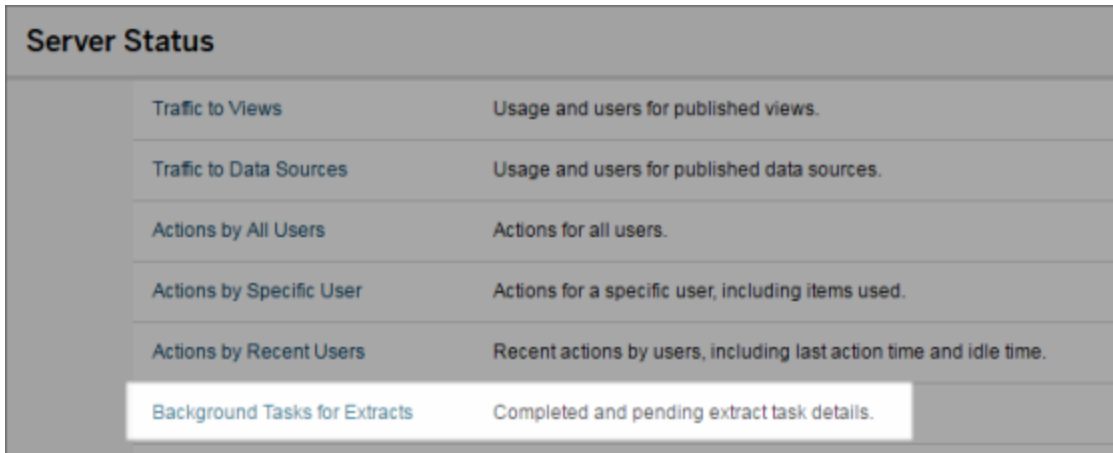 Server Status
Traffic to Views Usage and users for published views.
Traffic to Data Sources Usage and users for published data sources.
Actions by All Users Actions for all users.
Actions by Specific User Actions for a specific user, including items used.
Actions by Recent Users Recent actions by users, including last action time and idle time.
Background Tasks for Extracts Completed and pending extract task details.